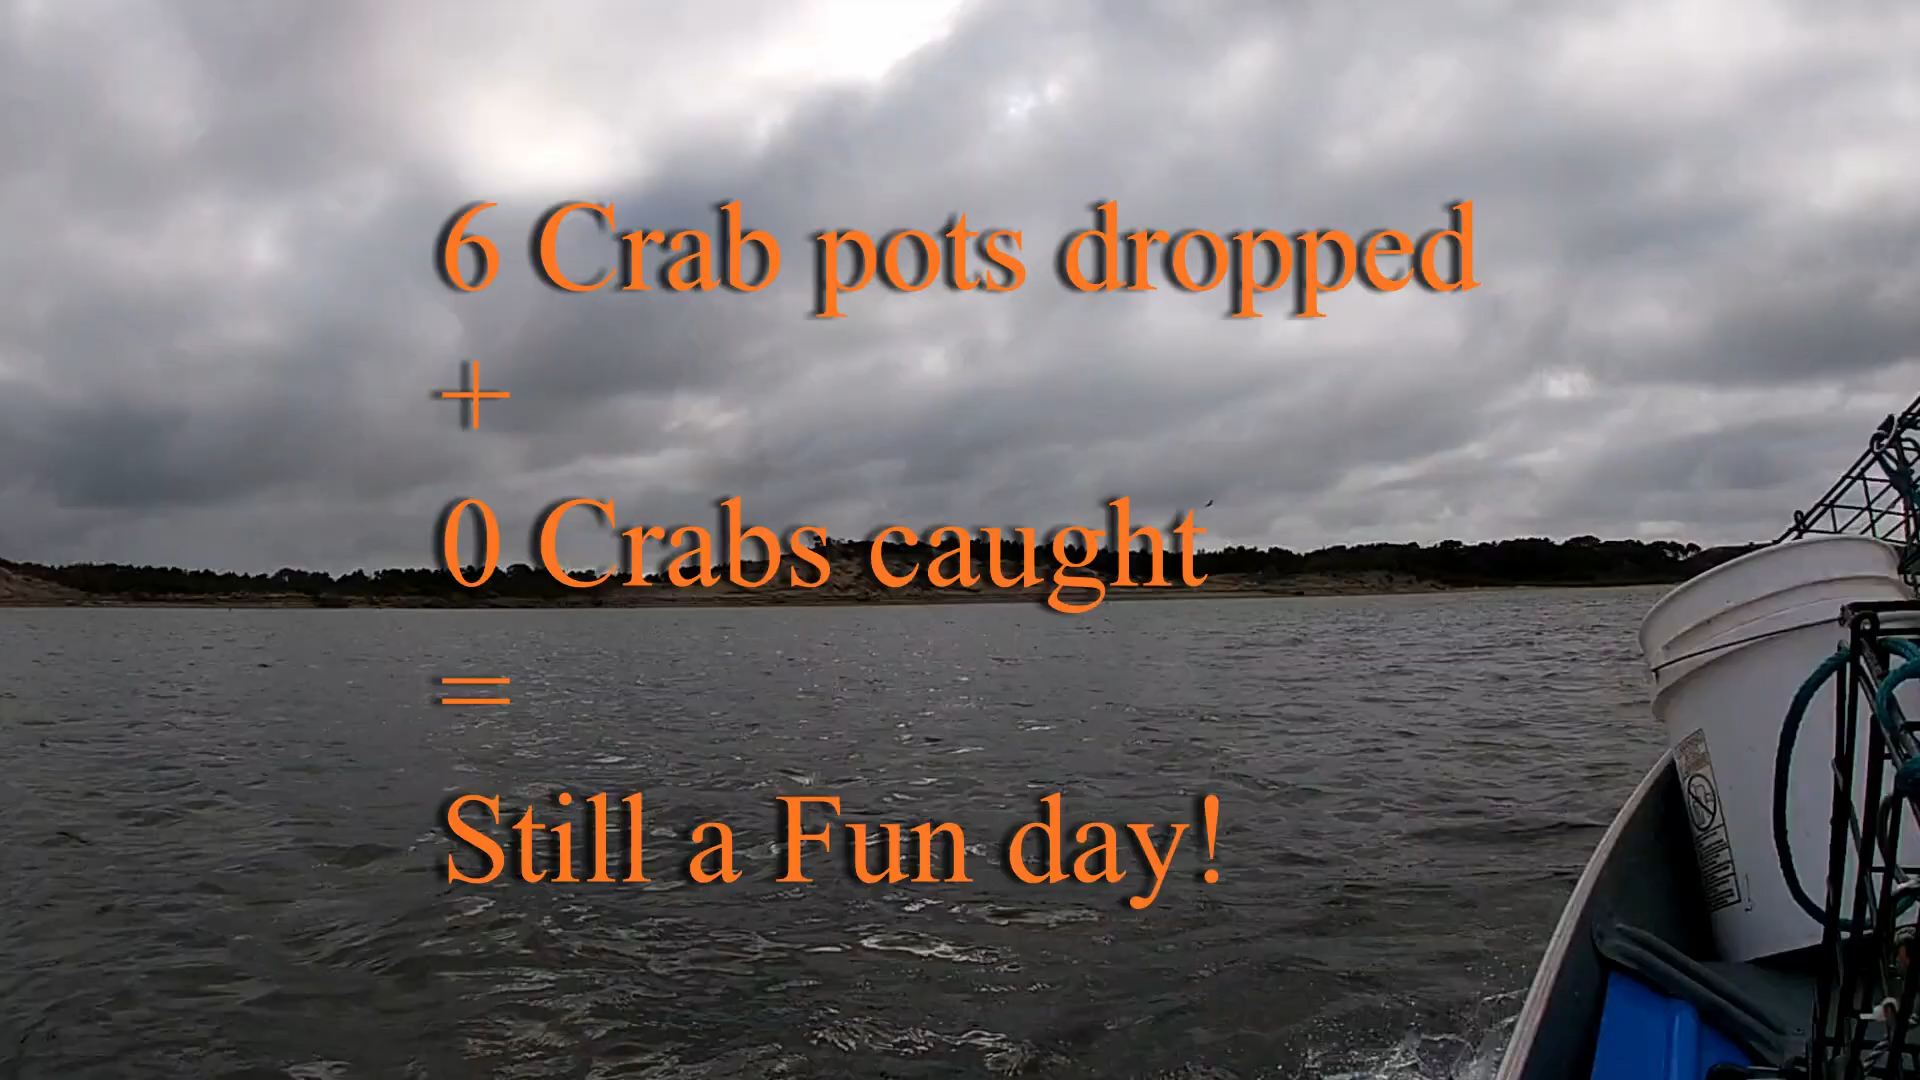 6 Crab pots dropped
+
0 Crabs caught
=
Still a Fun day!